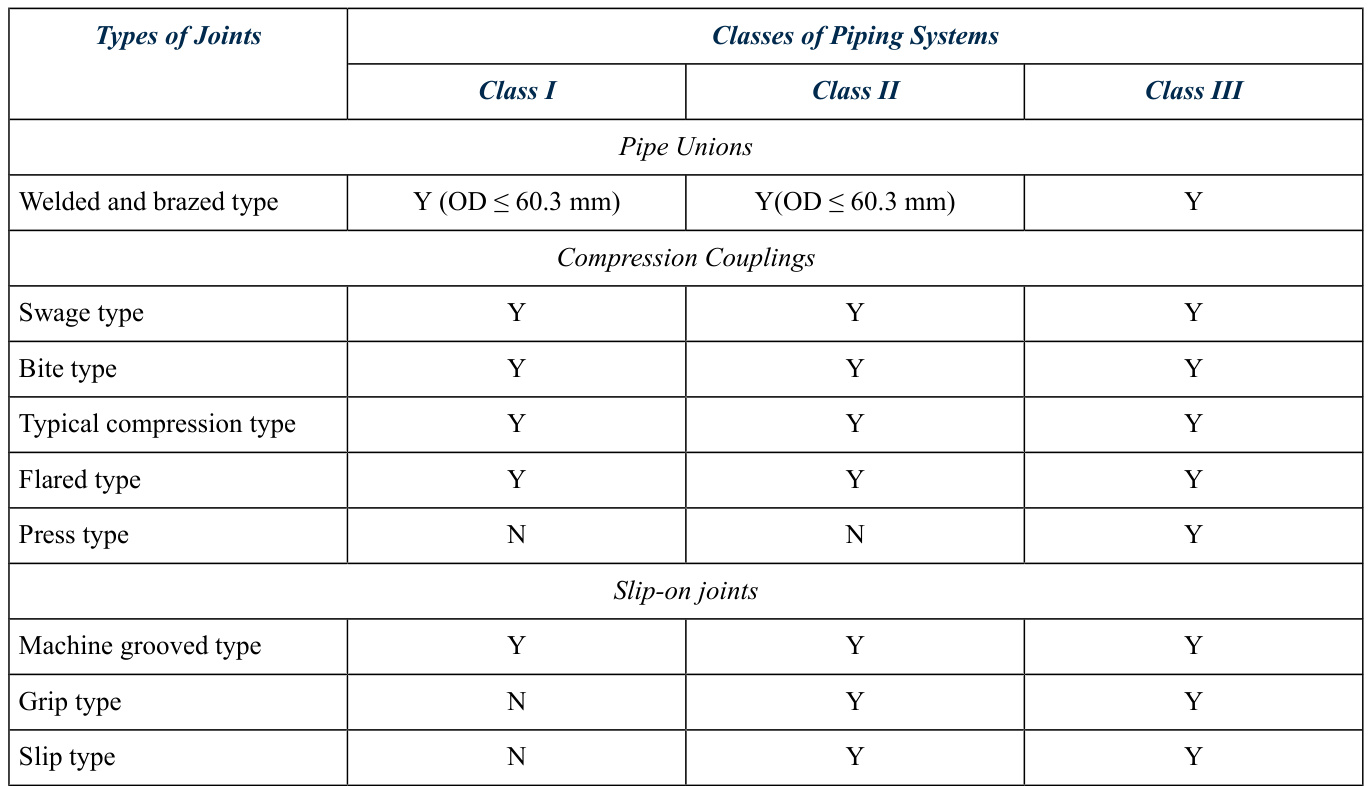 Types of Joints Classes of Piping Systems
Class I Class II Class III
Pipe Unions
Welded and brazed type Y (OD ≤ 60.3 mm) Y(OD ≤ 60.3 mm) Y
Compression Couplings
Swage type Y Y Y
Bite type Y Y Y
Typical compression type Y Y Y
Flared type Y Y Y
Press type N N Y
Slip-on joints
Machine grooved type Y Y Y
Grip type N Y Y
Slip type N Y Y